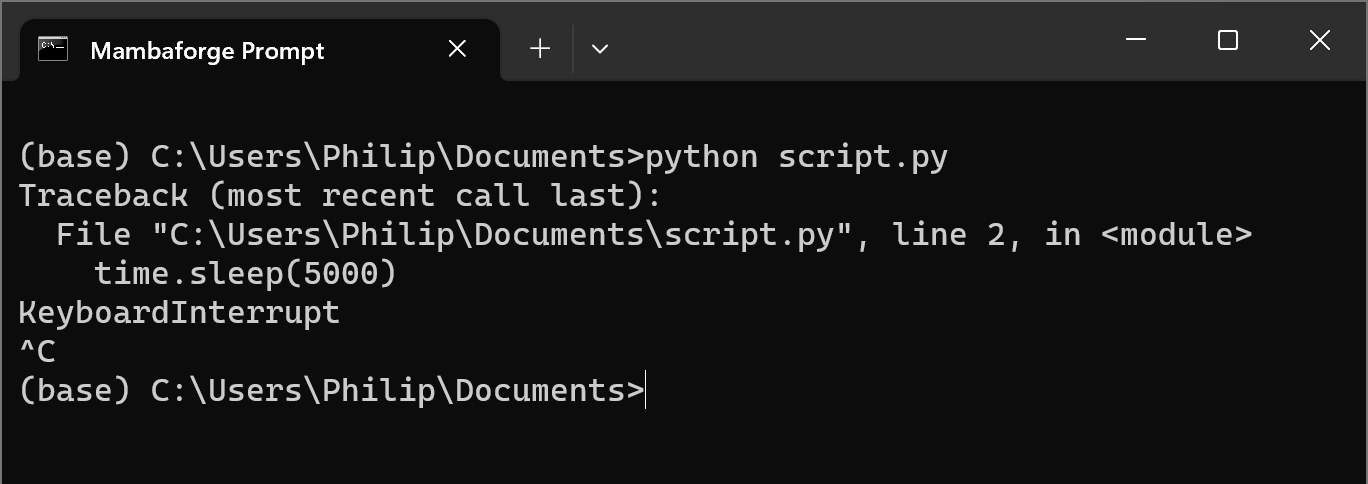 Mambaforge Prompt
(base) C:\Users\Philip\Documents>python script.py
Traceback (most recent call last):
  File "C:\Users\Philip\Documents\script.py", line 2, in <module>
    time.sleep(5000)
KeyboardInterrupt
^C
(base) C:\Users\Philip\Documents>